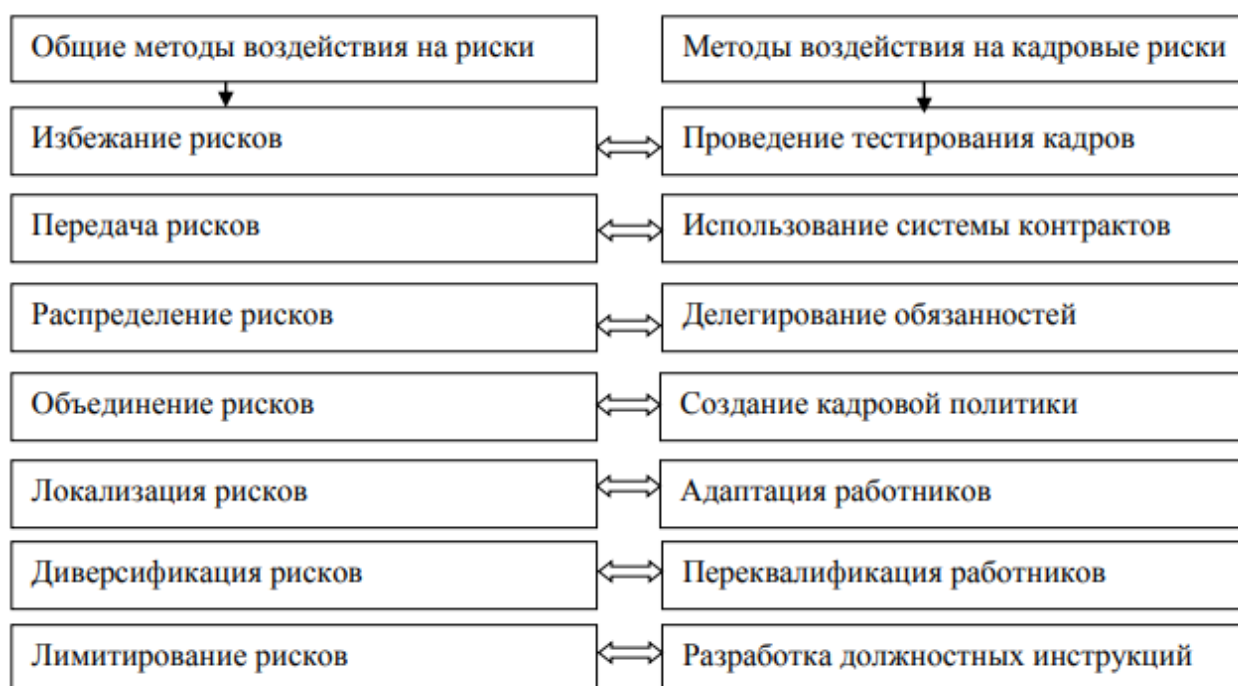 Общие методы воздействия на риски
Методы воздействия на кадровые риски
Избежание рисков
Проведение тестирования кадров
Передача рисков
Использование системы контрактов
Распределение рисков
Делегирование обязанностей
Объединение рисков
Создание кадровой политики
Локализация рисков
Адаптация работников
Диверсификация рисков
Переквалификация работников
Лимитирование рисков
Разработка должностных инструкций